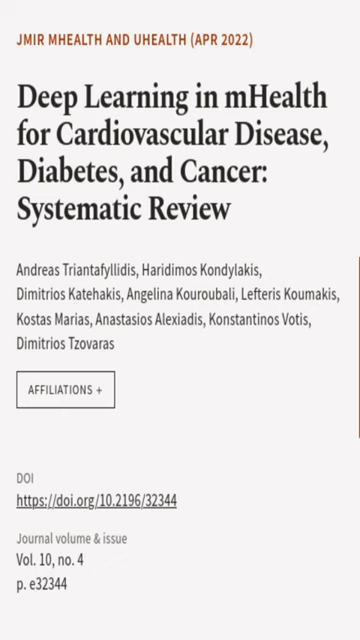 JMIR MHEALTH AND UHEALTH (APR 2022)
Deep Learning in mHealth
for Cardiovascular Disease,
Diabetes, and Cancer:
Systematic Review
Andreas Triantafyllidis, Haridimos Kondylakis,
Dimitrios Katehakis, Angelina Kouroubali, Lefteris Koumakis,
Kostas Marias, Anastasios Alexiadis, Konstantinos Votis,
Dimitrios Tzovaras
AFFILIATIONS +
DOI
https://doi.org/10.2196/32344
Journal volume & issue
Vol. 10, no. 4
p. e32344